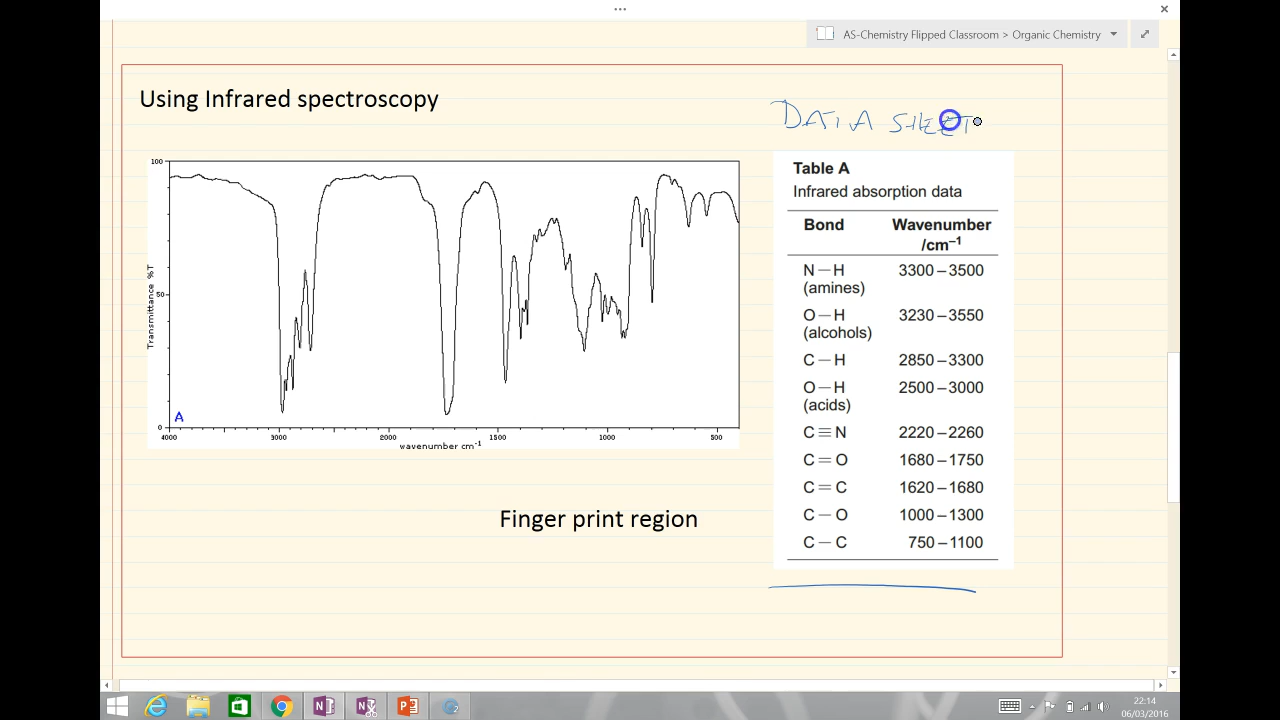 AS-Chemistry Flipped Classroom > Organic Chemistry
Using Infrared spectroscopy
DATA SHEET
100
50
0
Transmittance %T
A
4000 3000 2000 1500 1000 500
wavenumber cm-1
Finger print region
Table A
Infrared absorption data
Bond Wavenumber
/cm–1
N–H 3300–3500
(amines)
O–H 3230–3550
(alcohols)
C–H 2850–3300
O–H 2500–3000
(acids)
C≡N 2220–2260
C=O 1680–1750
C=C 1620–1680
C–O 1000–1300
C–C 750–1100
22:14
06/03/2016